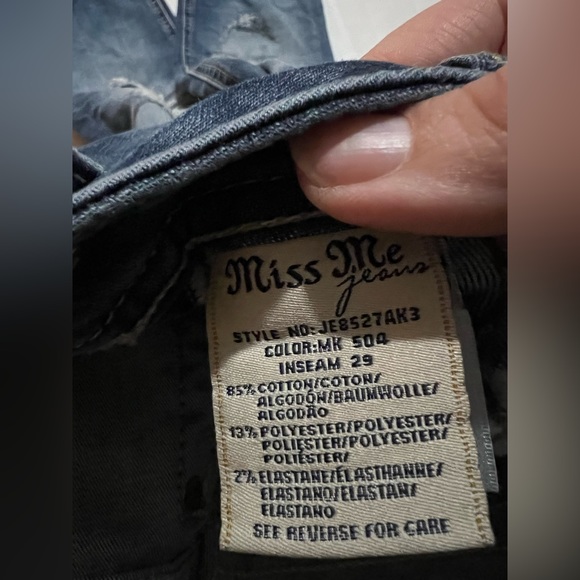 Miss Me
jeans
STYLE NO:JE8527AK3
COLOR:MK 504
INSEAM 29
85% COTTON/COTON/
ALGODÓN/BAUMWOLLE/
ALGODÃO
13% POLYESTER/POLYESTER/
POLIESTER/POLYESTER/
POLIÉSTER/
2% ELASTANE/ÉLASTHANNE/
ELASTANO/ELASTAN/
ELASTANO
SEE REVERSE FOR CARE